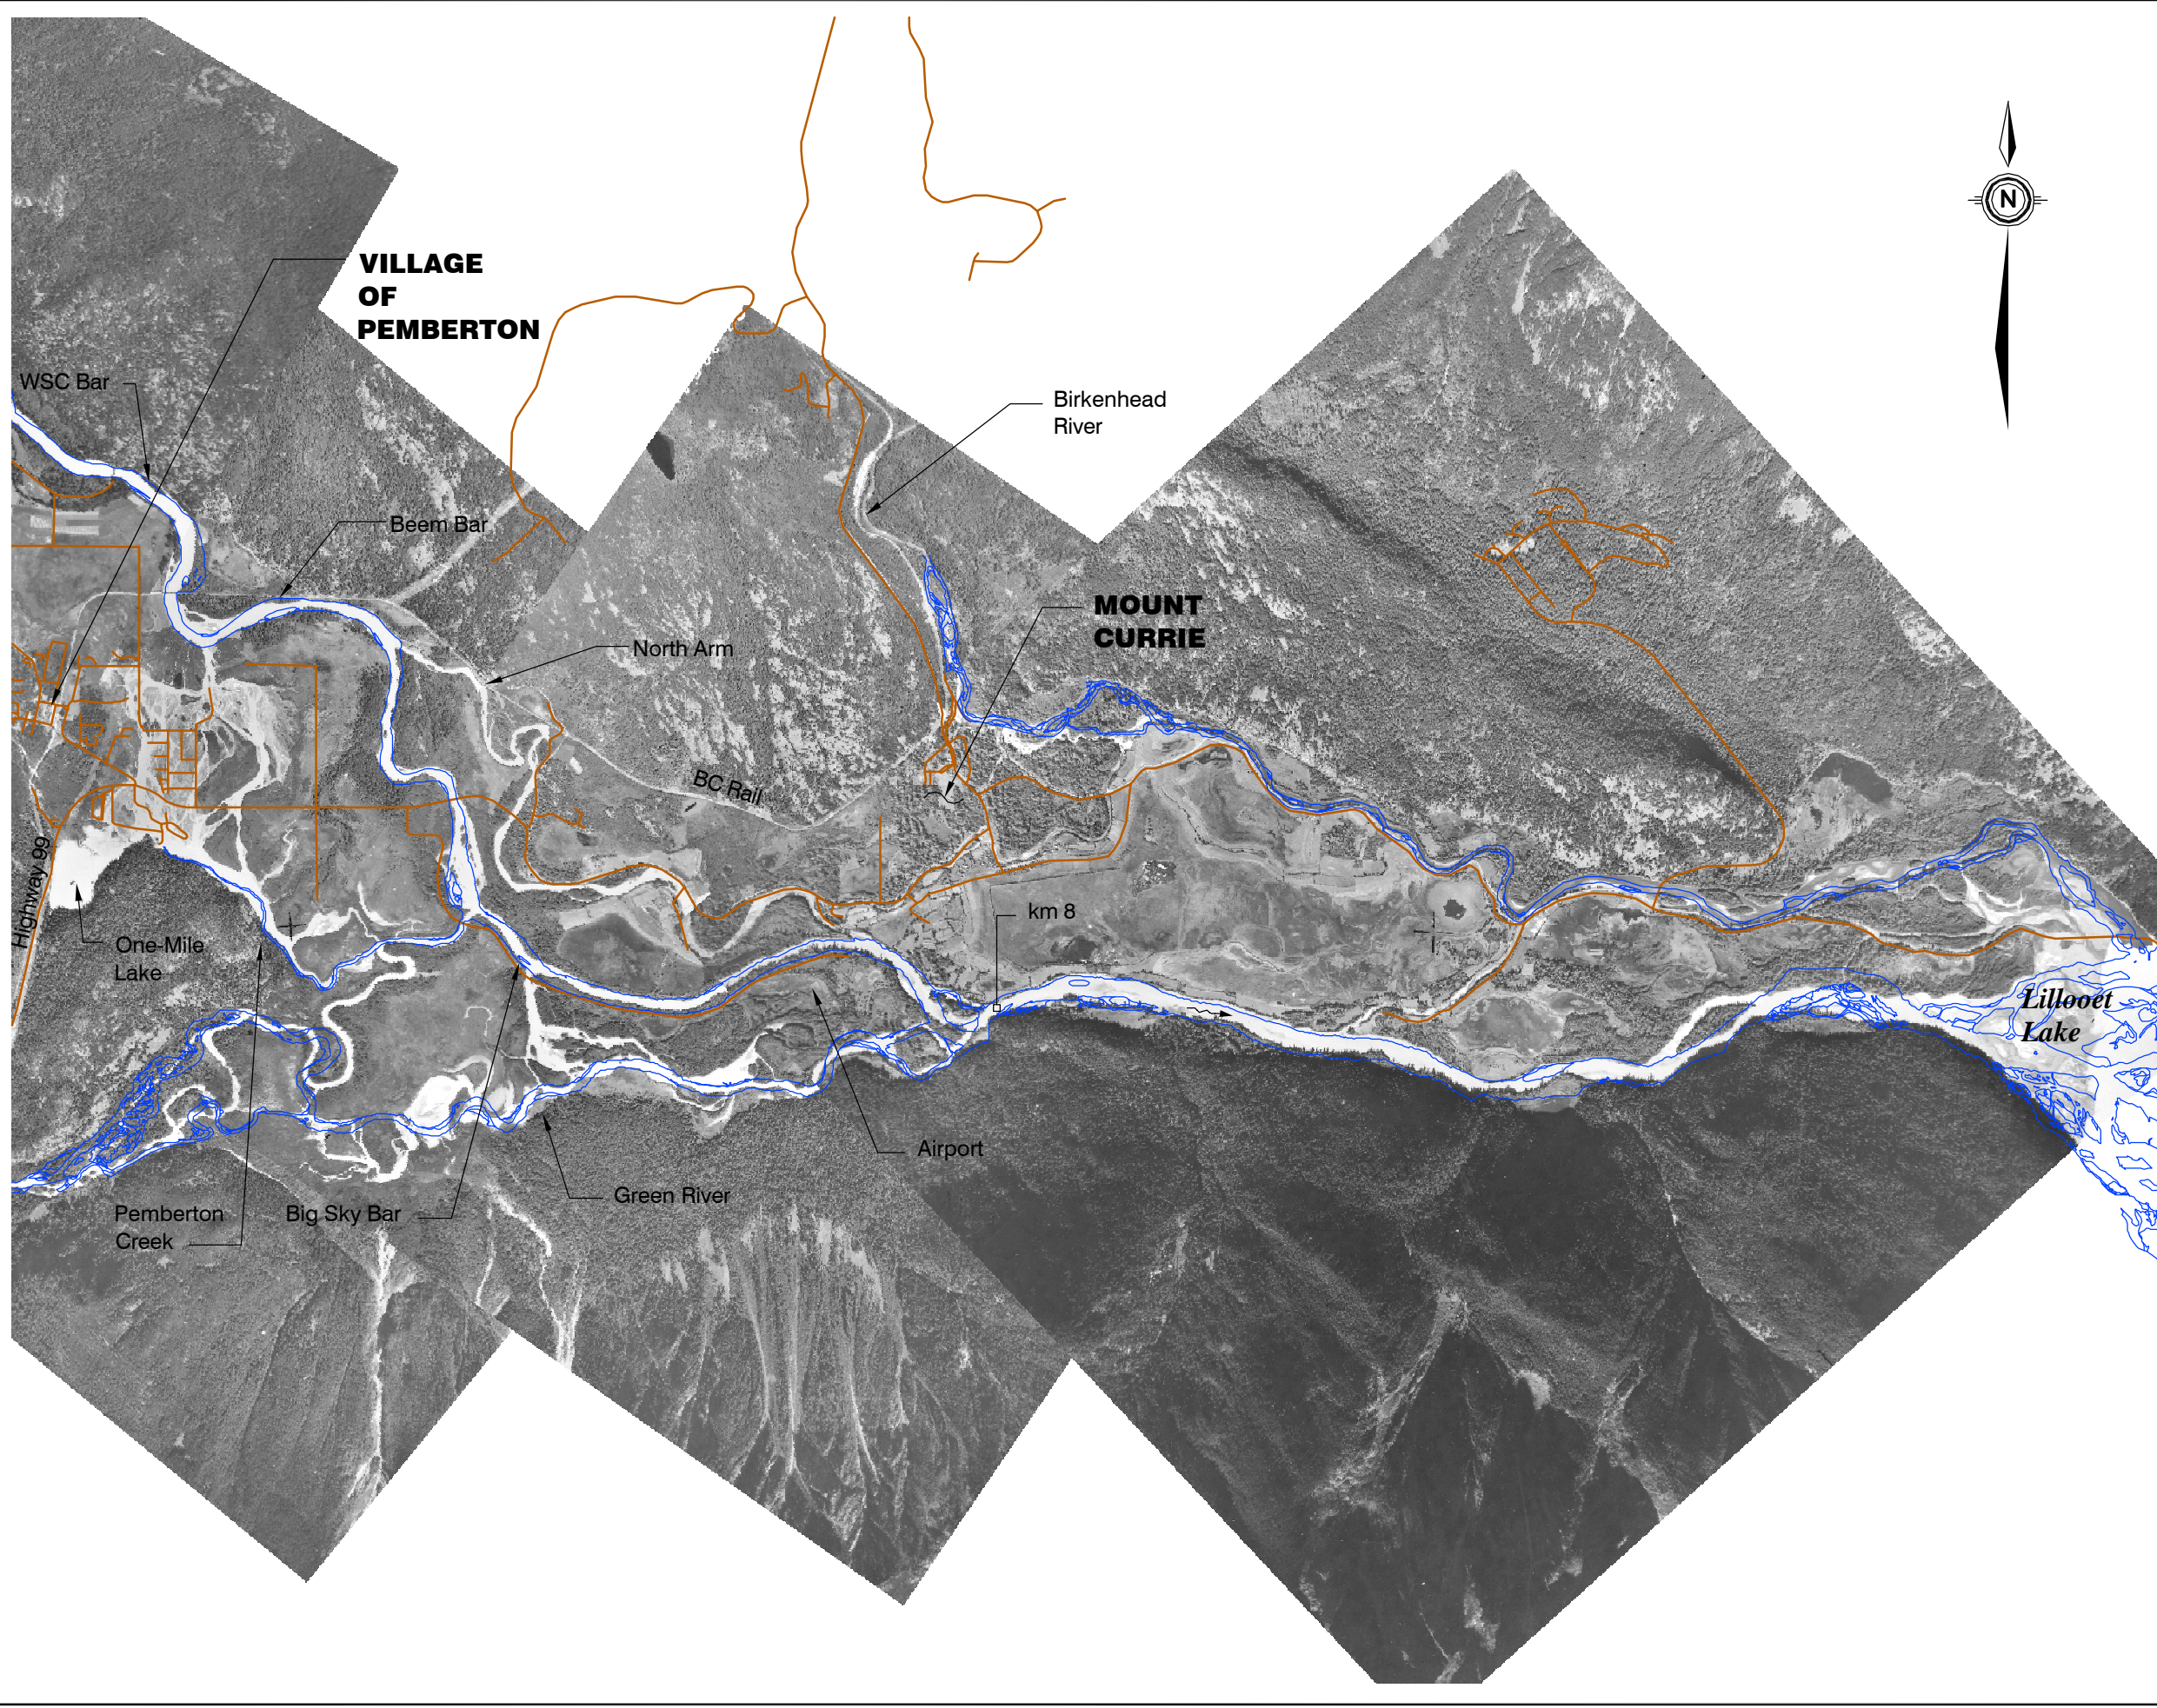 N
VILLAGE
OF
PEMBERTON
WSC Bar
Birkenhead
River
Beem Bar
MOUNT
CURRIE
North Arm
BC Rail
Highway 99
km 8
One-Mile
Lake
Lillooet
Lake
Airport
Green River
Pemberton
Creek
Big Sky Bar